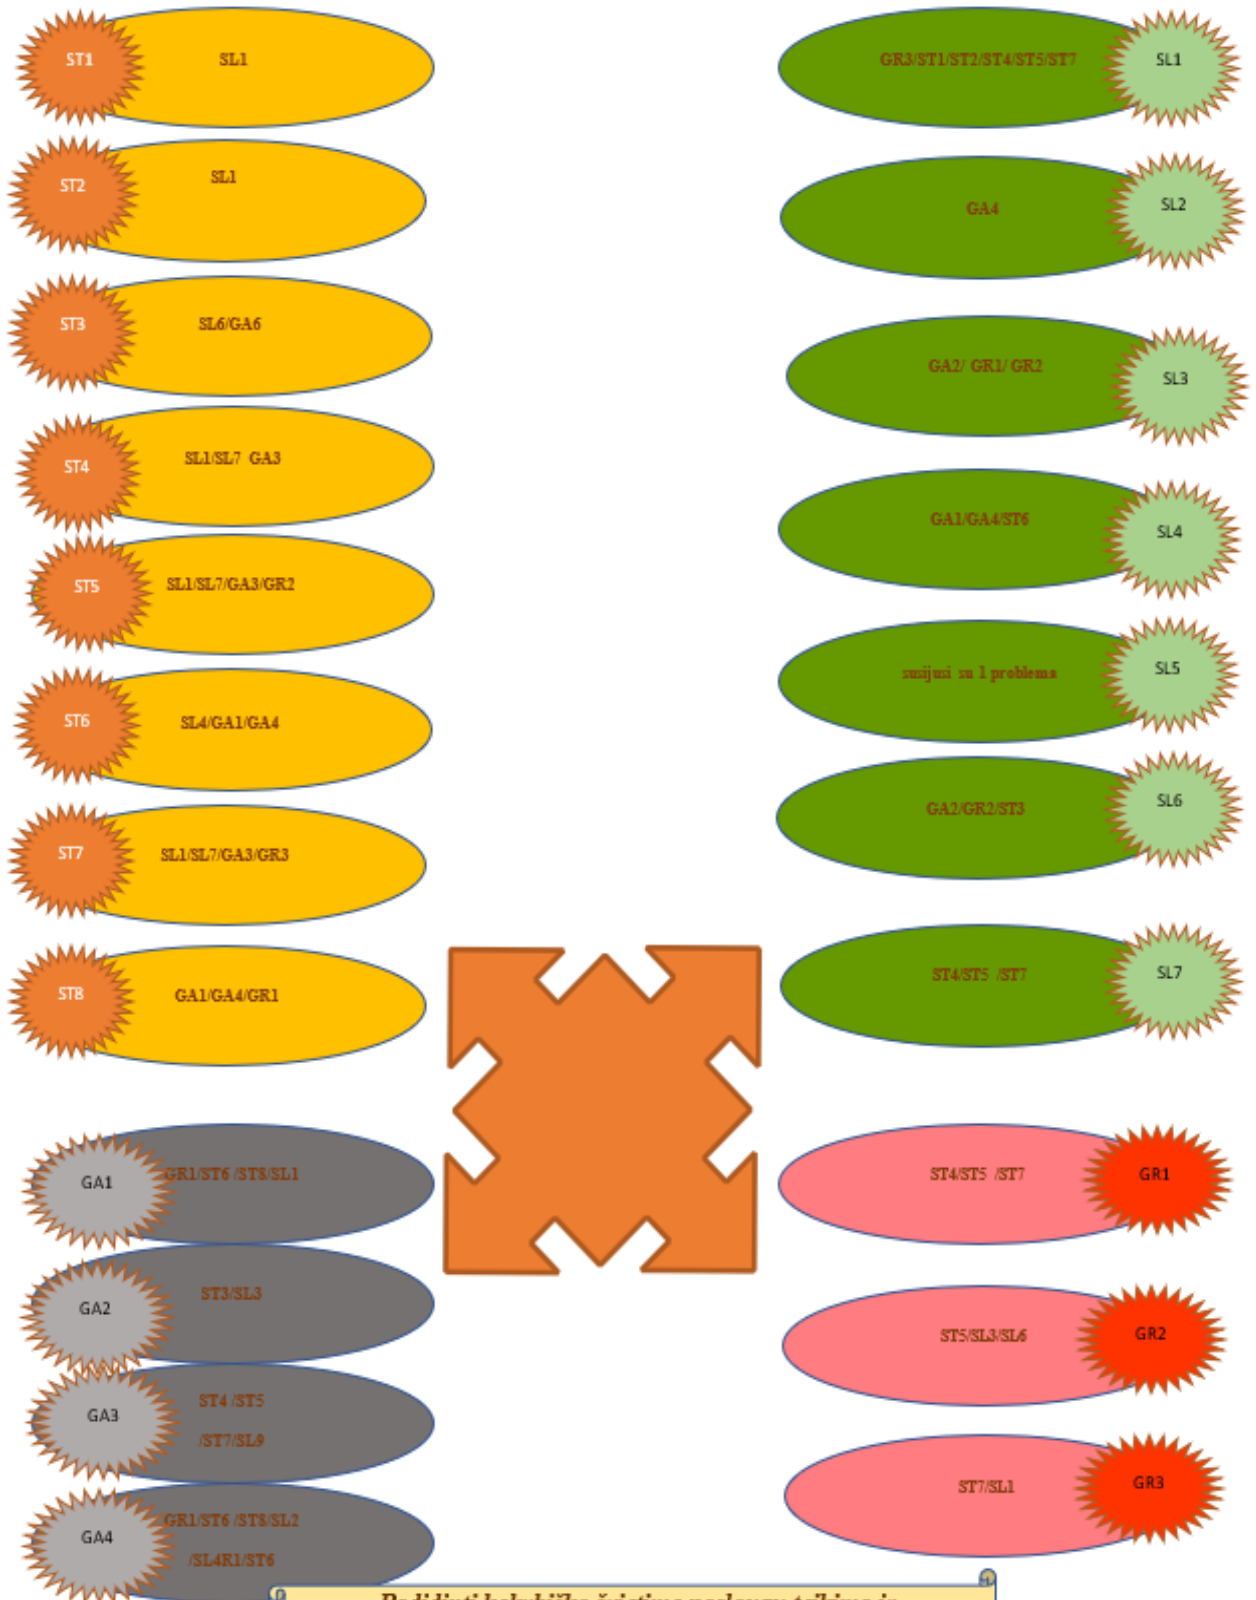 ST1
SL1
ST2
SL1
ST3
SL6/GA6
ST4
SL1/SL7 GA3
ST5
SL1/SL7/GA3/GR2
ST6
SL4/GA1/GA4
ST7
SL1/SL7/GA3/GR3
ST8
GA1/GA4/GR1
GR3/ST1/ST2/ST4/ST5/ST7
SL1
GA4
SL2
GA2/ GR1/ GR2
SL3
GA1/GA4/ST6
SL4
susijusi su 1 problema
SL5
GA2/GR2/ST3
SL6
ST4/ST5 /ST7
SL7
GA1
GR1/ST6 /ST8/SL1
GA2
ST3/SL3
GA3
ST4 /ST5
/ST7/SL9
GA4
GR1/ST6 /ST8/SL2
/SL4R1/ST6
ST4/ST5 /ST7
GR1
ST5/SL3/SL6
GR2
ST7/SL1
GR3